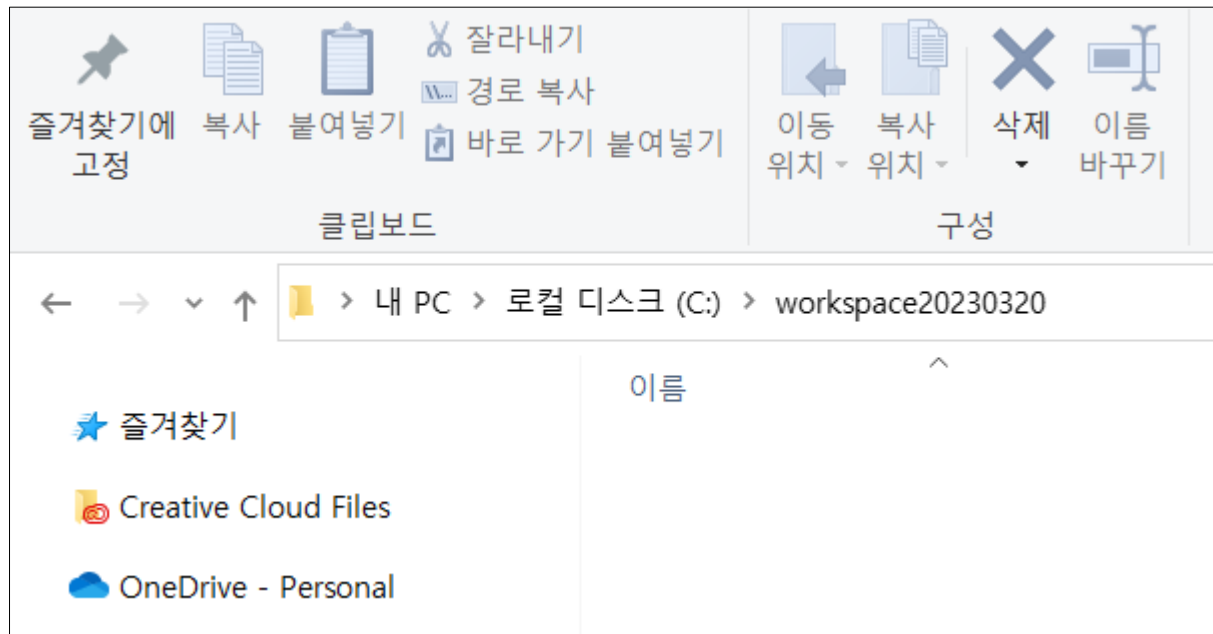 즐겨찾기에
고정
복사
붙여넣기
잘라내기
W...
경로 복사
바로 가기 붙여넣기
이동
위치
복사
위치
삭제
이름
바꾸기
클립보드
구성
내 PC > 로컬 디스크 (C:) > workspace20230320
이름
즐겨찾기
Creative Cloud Files
OneDrive - Personal